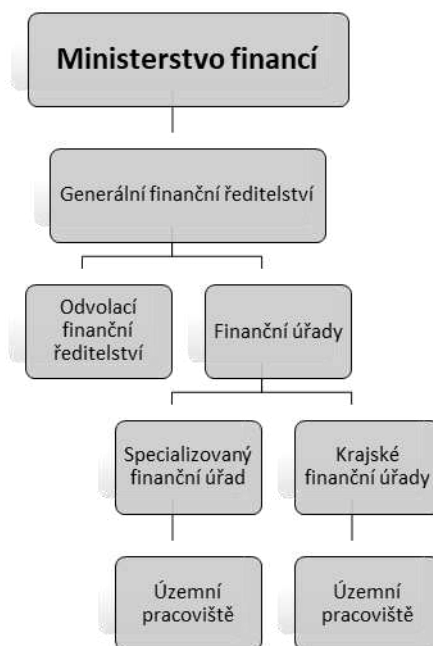 Ministerstvo financí
Generální finanční ředitelství
Odvolací
finanční
ředitelství
Finanční úřady
Specializovaný
finanční úřad
Krajské
finanční úřady
Územní
pracoviště
Územní
pracoviště